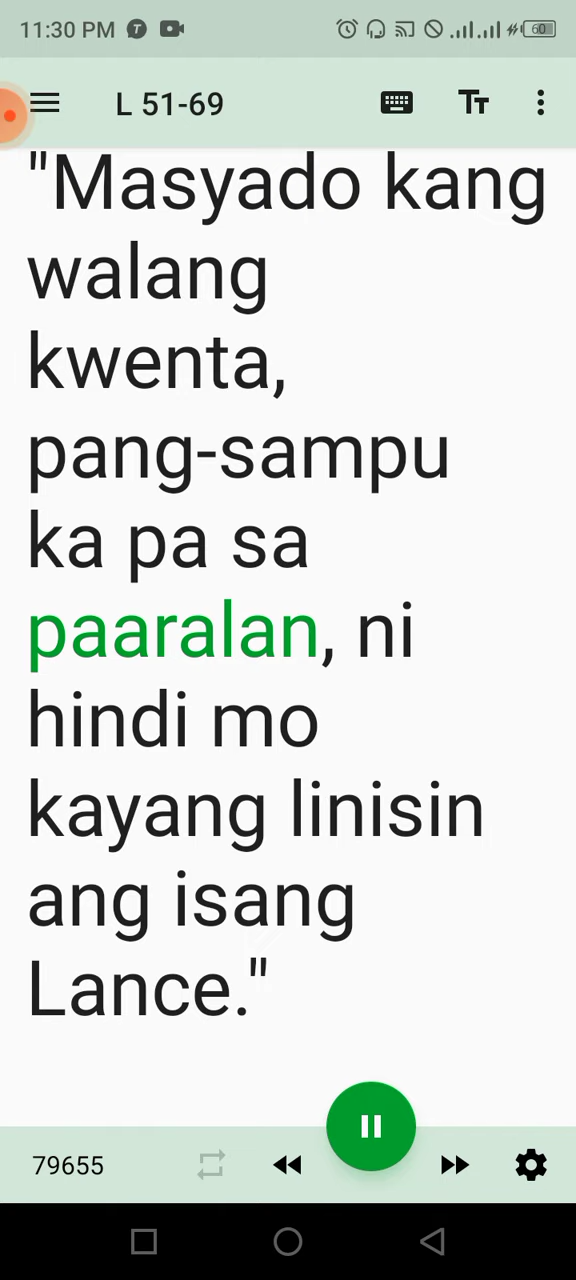 11:30 PM
60
L 51-69
"Masyado kang
walang
kwenta,
pang-sampu
ka pa sa
paaralan, ni
hindi mo
kayang linisin
ang isang
Lance."
79655